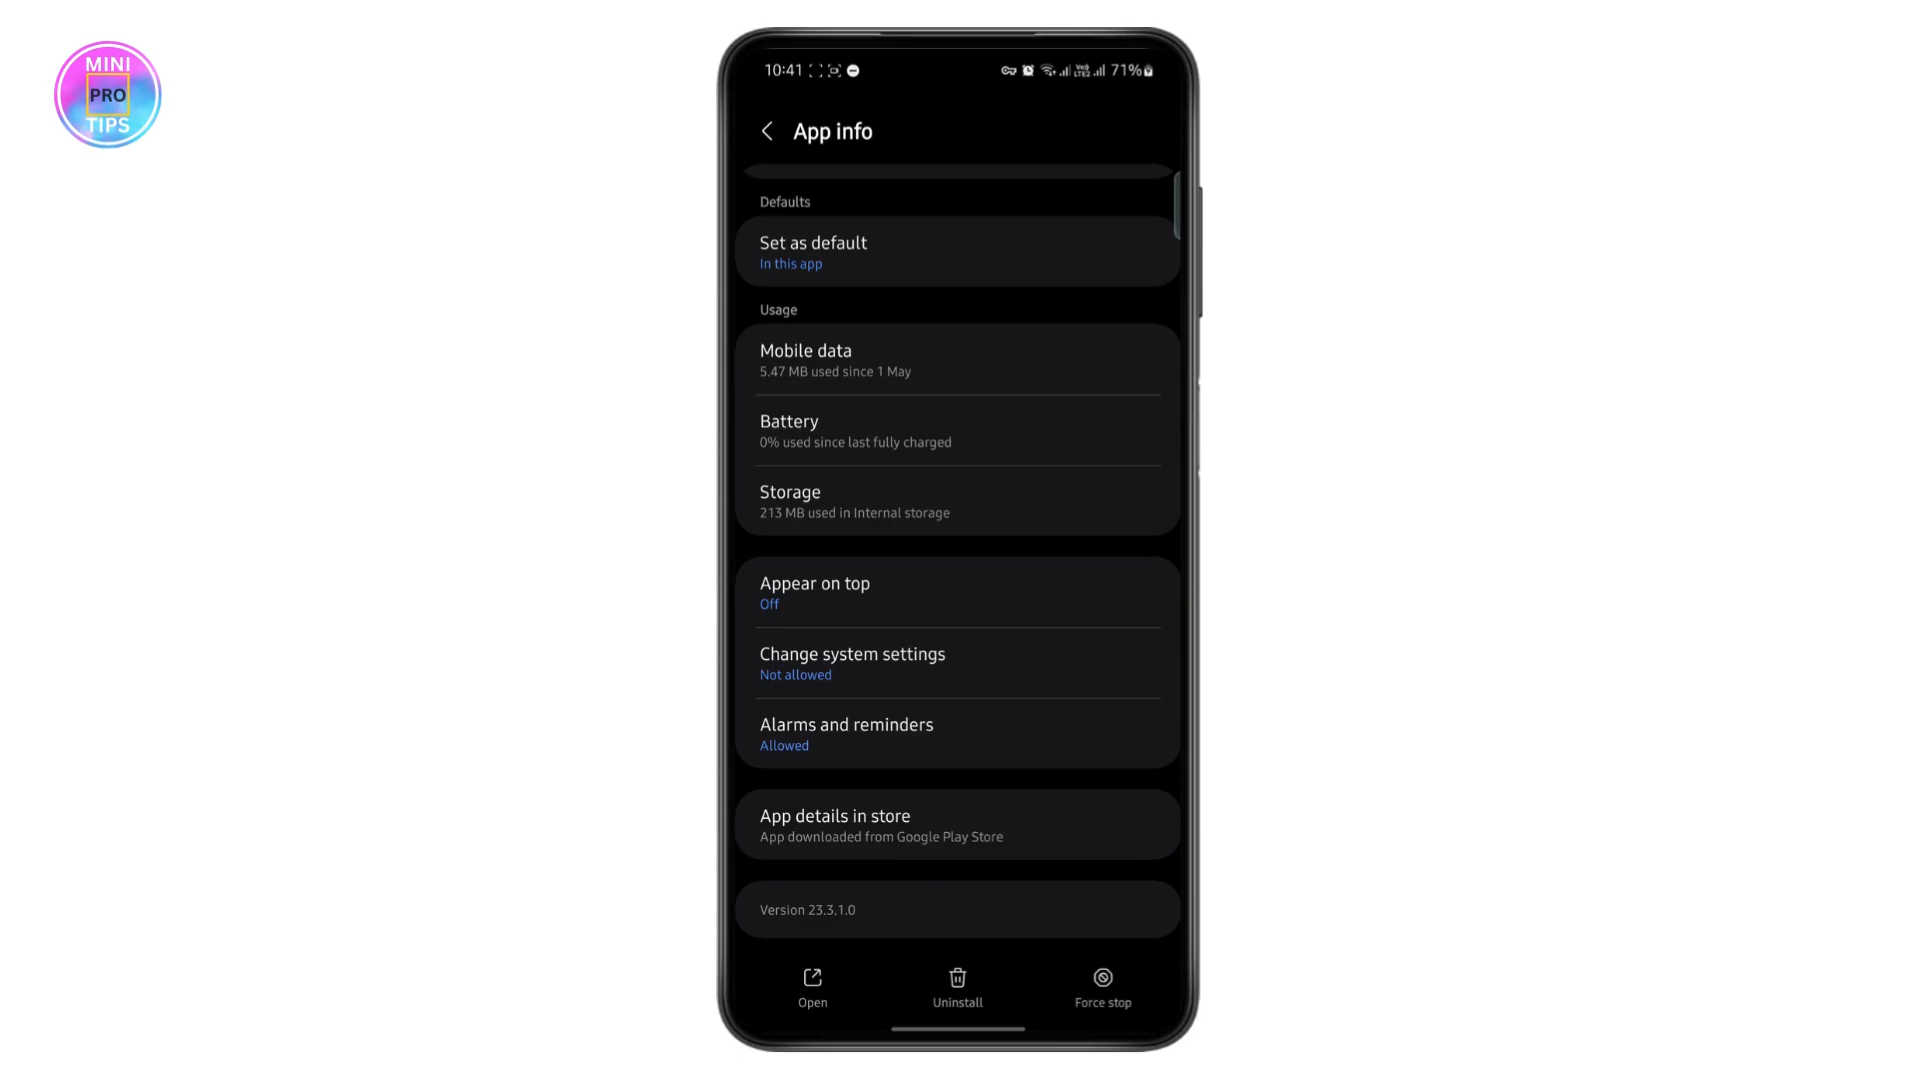 MINI
PRO
TIPS
10:41
Vo))
LTE2
71%
App info
Defaults
Set as default
In this app
Usage
Mobile data
5.47 MB used since 1 May
Battery
0% used since last fully charged
Storage
213 MB used in Internal storage
Appear on top
Off
Change system settings
Not allowed
Alarms and reminders
Allowed
App details in store
App downloaded from Google Play Store
Version 23.3.1.0
Open
Uninstall
Force stop